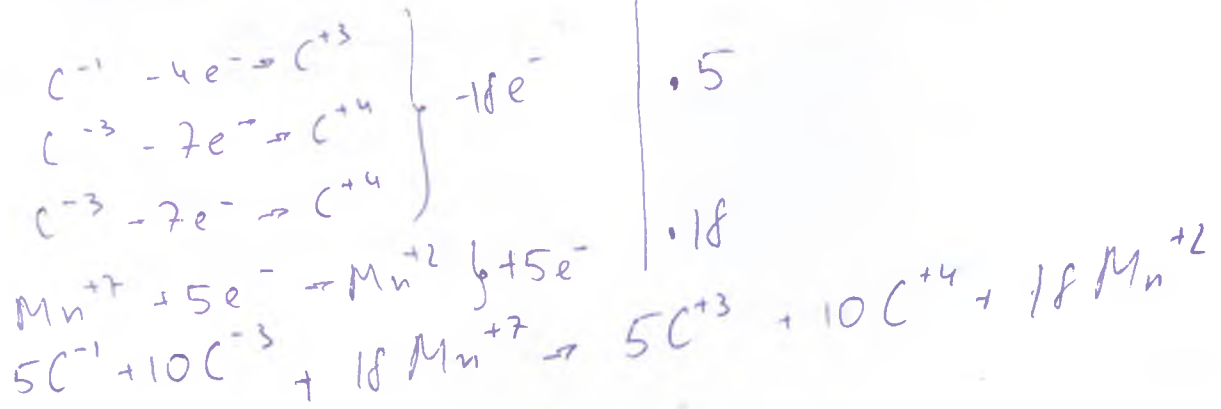 C⁻¹ - 4e⁻ → C⁺³
C⁻³ - 7e⁻ → C⁺⁴ } -18e⁻ | · 5
C⁻³ - 7e⁻ → C⁺⁴
Mn⁺⁷ + 5e⁻ → Mn⁺² } +5e⁻ | · 18
5C⁻¹ + 10C⁻³ + 18Mn⁺⁷ → 5C⁺³ + 10C⁺⁴ + 18Mn⁺²